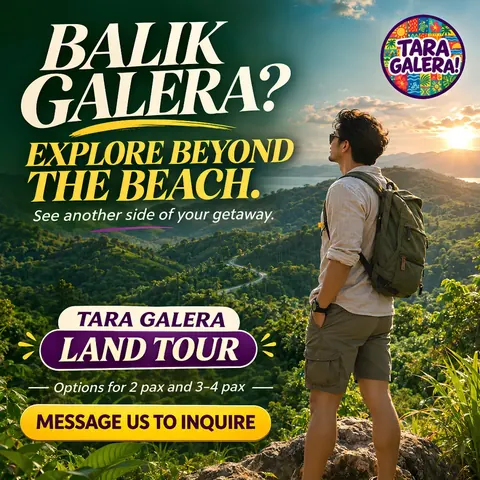 BALIK
GALERA?
EXPLORE BEYOND
THE BEACH.
See another side of your getaway.
TARA GALERA
LAND TOUR
Options for 2 pax and 3–4 pax
MESSAGE US TO INQUIRE
TARA
GALERA!